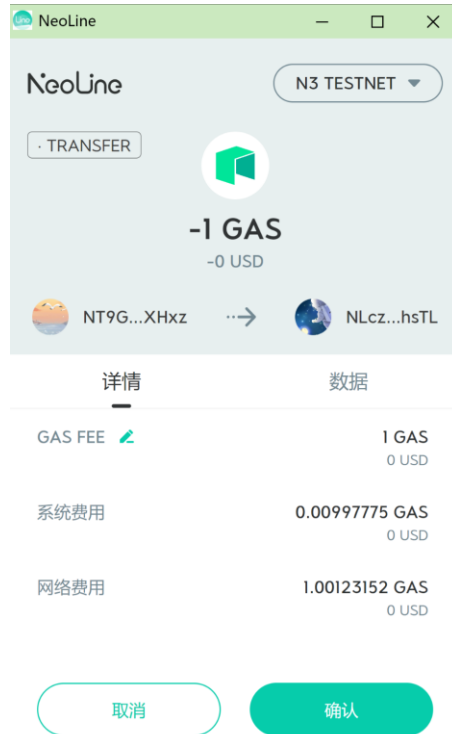 NeoLine
NeoLine
N3 TESTNET
· TRANSFER
-1 GAS
-0 USD
NT9G...XHxz
NLcz...hsTL
详情
数据
GAS FEE
1 GAS
0 USD
系统费用
0.00997775 GAS
0 USD
网络费用
1.00123152 GAS
0 USD
取消
确认